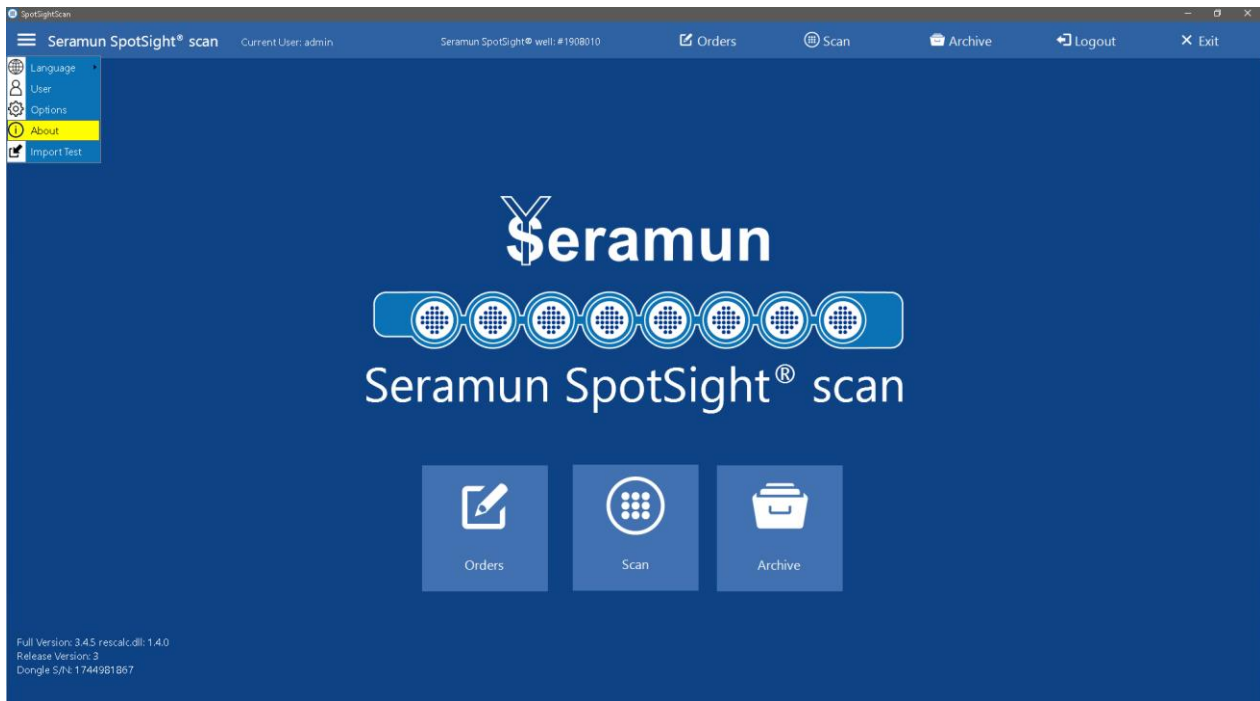 SpotSightScan
Seramun SpotSight® scan Current User: admin Seramun SpotSight® well: #1908010 Orders Scan Archive Logout Exit
Language
User
Options
About
Import Test
Seramun
Seramun SpotSight® scan
Orders Scan Archive
Full Version: 3.4.5 rescalc.dll: 1.4.0
Release Version: 3
Dongle S/N: 1744981867